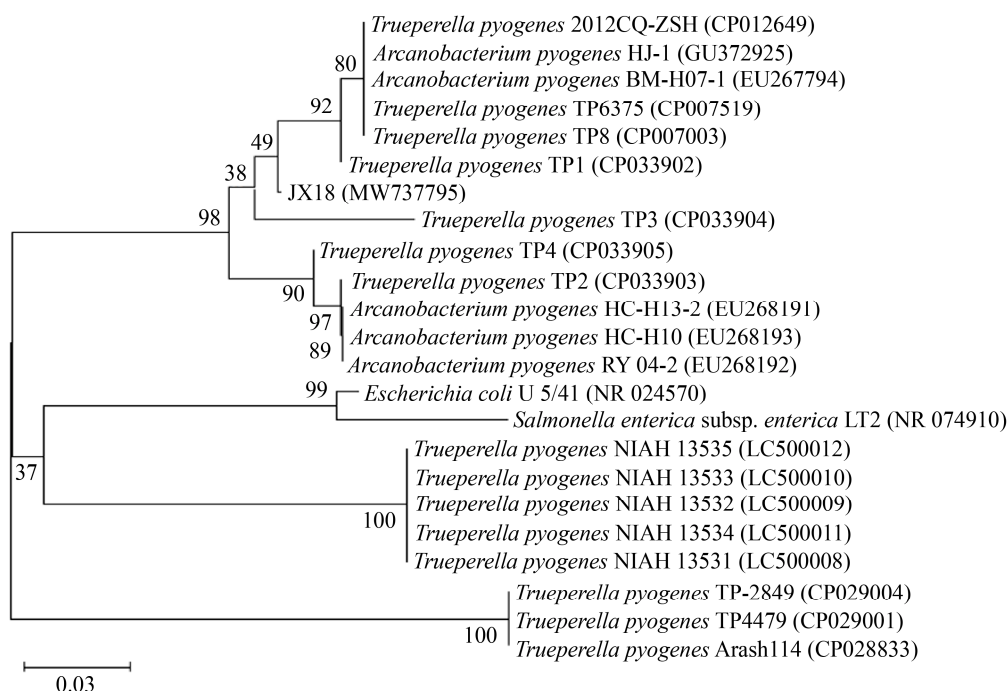 Trueperella pyogenes 2012CQ-ZSH (CP012649)
Arcanobacterium pyogenes HJ-1 (GU372925)
80
Arcanobacterium pyogenes BM-H07-1 (EU267794)
92
Trueperella pyogenes TP6375 (CP007519)
Trueperella pyogenes TP8 (CP007003)
49
Trueperella pyogenes TP1 (CP033902)
38
JX18 (MW737795)
98
Trueperella pyogenes TP3 (CP033904)
Trueperella pyogenes TP4 (CP033905)
90
Trueperella pyogenes TP2 (CP033903)
Arcanobacterium pyogenes HC-H13-2 (EU268191)
97
Arcanobacterium pyogenes HC-H10 (EU268193)
89
Arcanobacterium pyogenes RY 04-2 (EU268192)
99
Escherichia coli U 5/41 (NR 024570)
Salmonella enterica subsp. enterica LT2 (NR 074910)
37
Trueperella pyogenes NIAH 13535 (LC500012)
Trueperella pyogenes NIAH 13533 (LC500010)
Trueperella pyogenes NIAH 13532 (LC500009)
100
Trueperella pyogenes NIAH 13534 (LC500011)
Trueperella pyogenes NIAH 13531 (LC500008)
Trueperella pyogenes TP-2849 (CP029004)
Trueperella pyogenes TP4479 (CP029001)
100
Trueperella pyogenes Arash114 (CP028833)
0.03